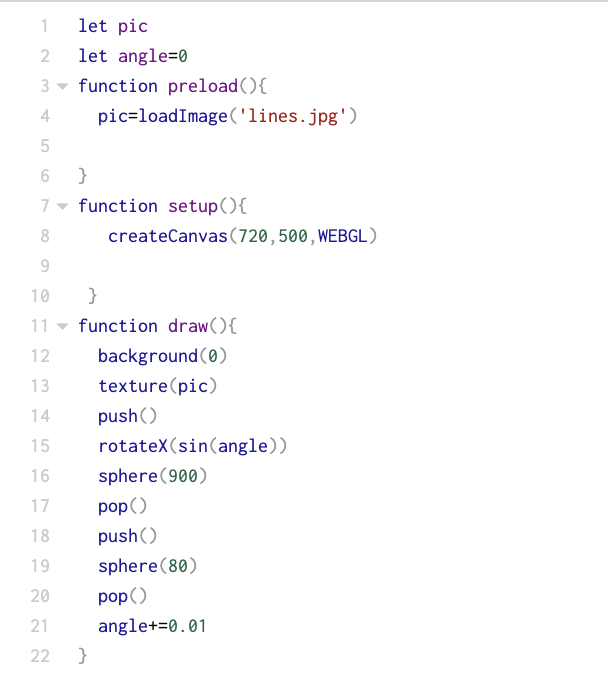 1 let pic
2 let angle=0
3 function preload(){
4 pic=loadImage('lines.jpg')
5
6 }
7 function setup(){
8 createCanvas(720,500,WEBGL)
9
10 }
11 function draw(){
12 background(0)
13 texture(pic)
14 push()
15 rotateX(sin(angle))
16 sphere(900)
17 pop()
18 push()
19 sphere(80)
20 pop()
21 angle+=0.01
22 }